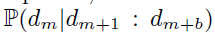 ℙ(d_m|d_{m+1} : d_{m+b})